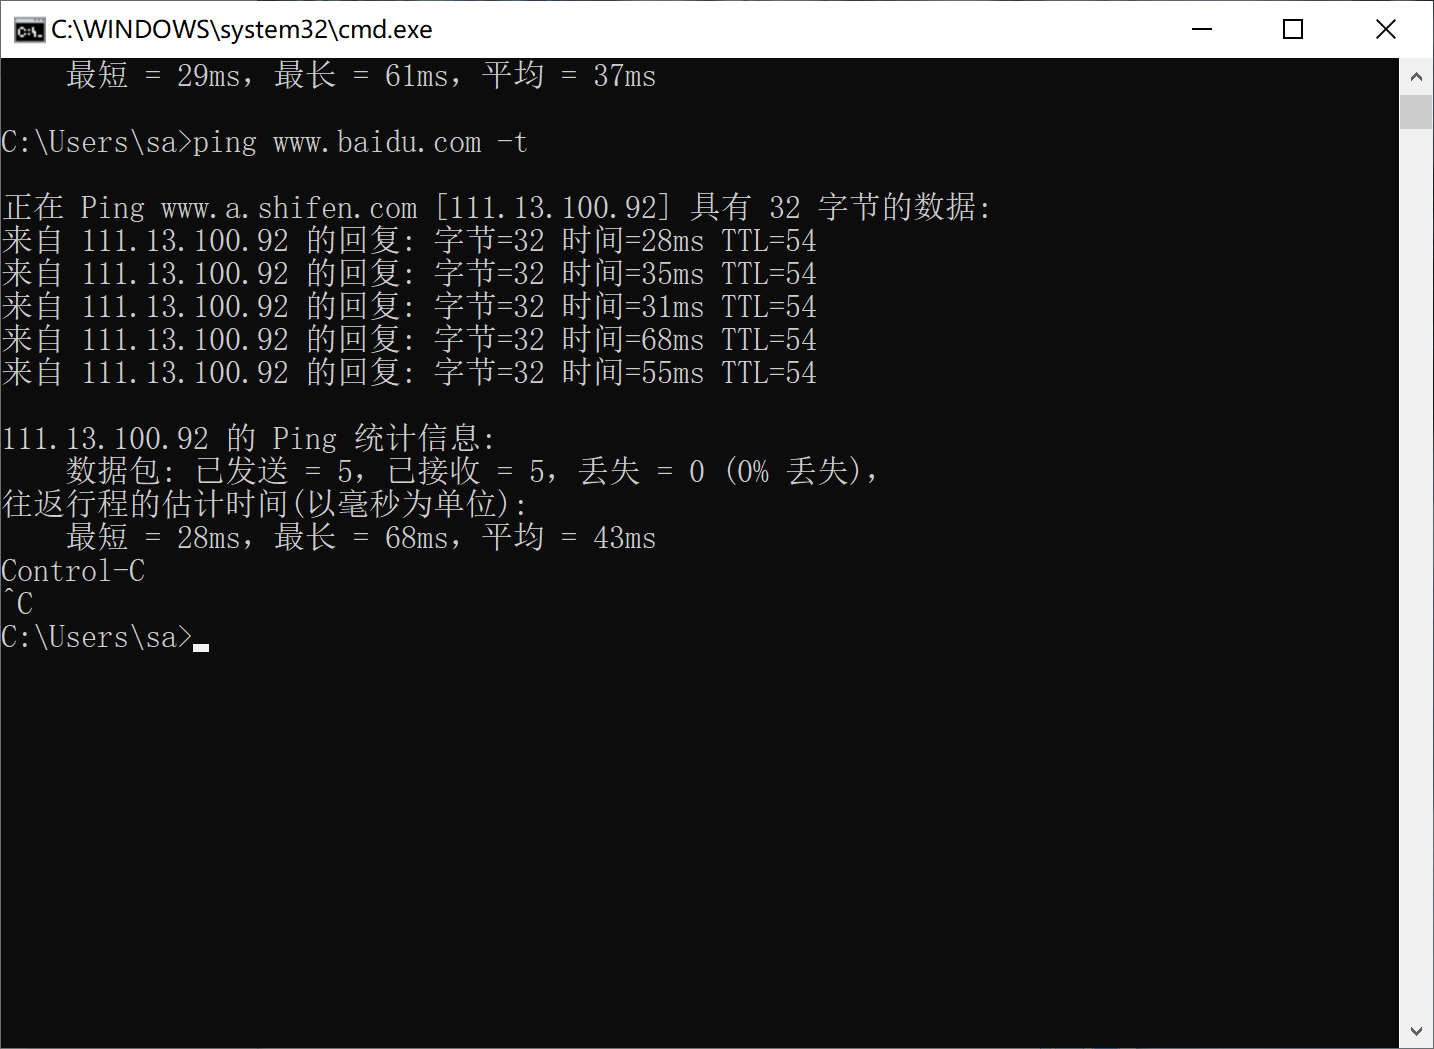 C:\WINDOWS\system32\cmd.exe
最短 = 29ms，最长 = 61ms，平均 = 37ms
C:\Users\sa>ping www.baidu.com -t
正在 Ping www.a.shifen.com [111.13.100.92] 具有 32 字节的数据:
来自 111.13.100.92 的回复: 字节=32 时间=28ms TTL=54
来自 111.13.100.92 的回复: 字节=32 时间=35ms TTL=54
来自 111.13.100.92 的回复: 字节=32 时间=31ms TTL=54
来自 111.13.100.92 的回复: 字节=32 时间=68ms TTL=54
来自 111.13.100.92 的回复: 字节=32 时间=55ms TTL=54
111.13.100.92 的 Ping 统计信息:
数据包: 已发送 = 5，已接收 = 5，丢失 = 0 (0% 丢失)，
往返行程的估计时间(以毫秒为单位):
最短 = 28ms，最长 = 68ms，平均 = 43ms
Control-C
^C
C:\Users\sa>